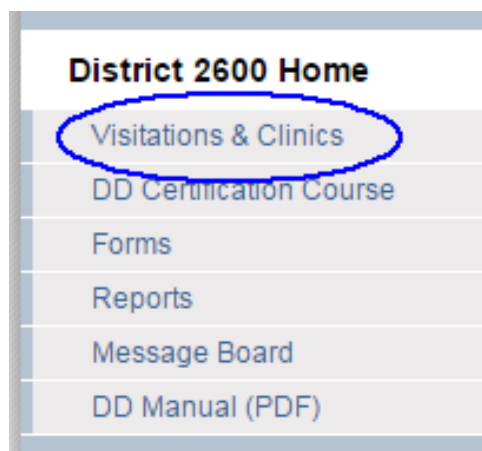 District 2600 Home
Visitations & Clinics
DD Certification Course
Forms
Reports
Message Board
DD Manual (PDF)